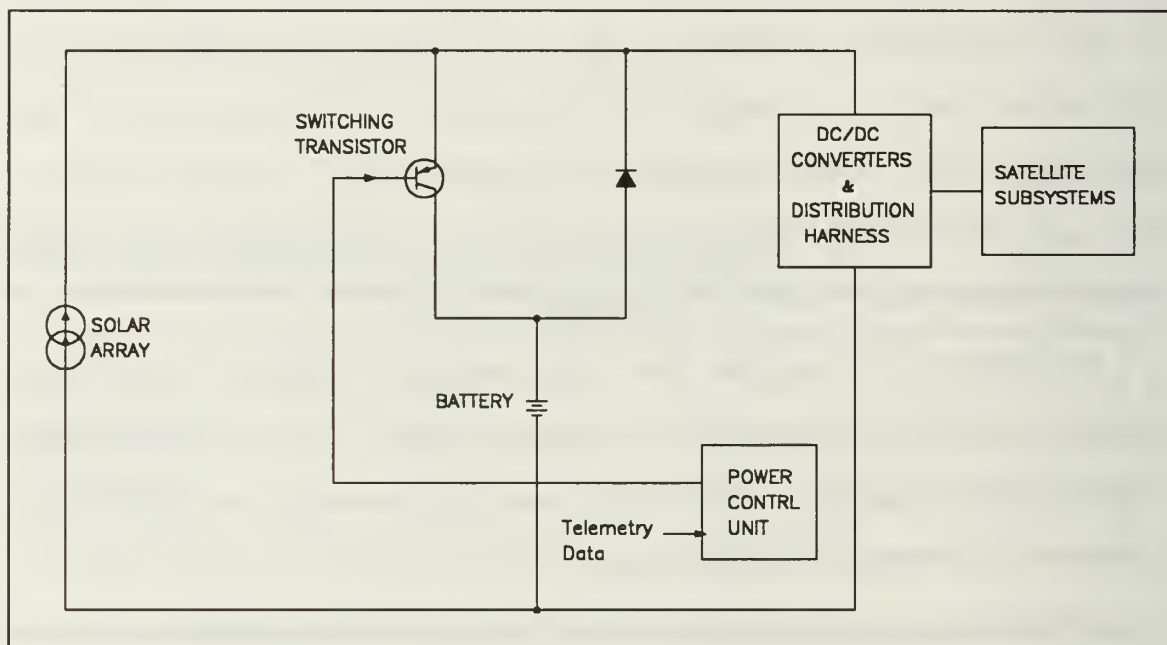 SWITCHING
TRANSISTOR
DC/DC
CONVERTERS
&
DISTRIBUTION
HARNESS
SATELLITE
SUBSYSTEMS
SOLAR
ARRAY
BATTERY
POWER
CONTRL
UNIT
Telemetry
Data